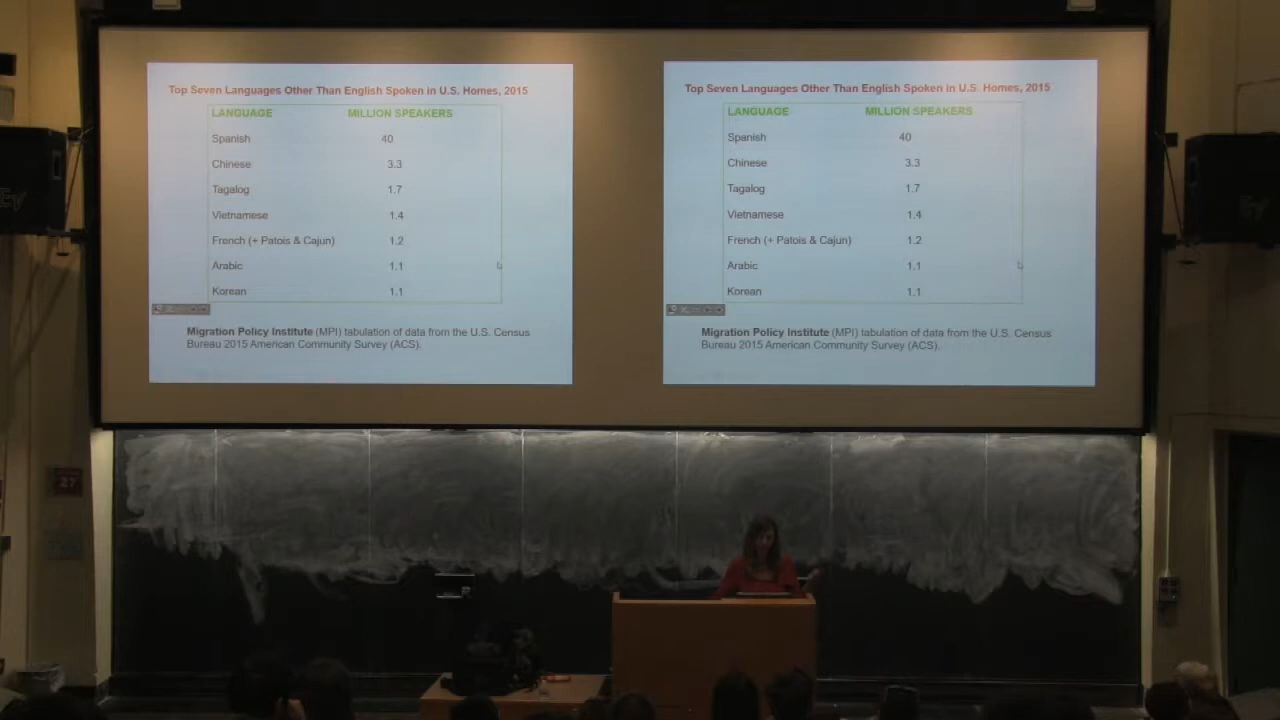 Top Seven Languages Other Than English Spoken in U.S. Homes, 2015
LANGUAGE MILLION SPEAKERS
Spanish 40
Chinese 3.3
Tagalog 1.7
Vietnamese 1.4
French (+ Patois & Cajun) 1.2
Arabic 1.1
Korean 1.1
Migration Policy Institute (MPI) tabulation of data from the U.S. Census
Bureau 2015 American Community Survey (ACS).
Top Seven Languages Other Than English Spoken in U.S. Homes, 2015
LANGUAGE MILLION SPEAKERS
Spanish 40
Chinese 3.3
Tagalog 1.7
Vietnamese 1.4
French (+ Patois & Cajun) 1.2
Arabic 1.1
Korean 1.1
Migration Policy Institute (MPI) tabulation of data from the U.S. Census
Bureau 2015 American Community Survey (ACS).
27